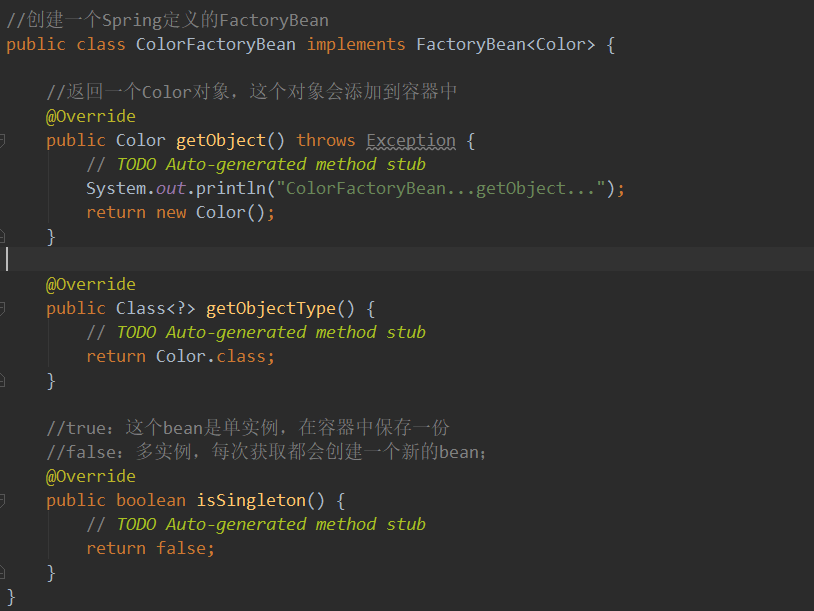 //创建一个Spring定义的FactoryBean
public class ColorFactoryBean implements FactoryBean<Color> {
//返回一个Color对象，这个对象会添加到容器中
@Override
public Color getObject() throws Exception {
// TODO Auto-generated method stub
System.out.println("ColorFactoryBean...getObject...");
return new Color();
}
@Override
public Class<?> getObjectType() {
// TODO Auto-generated method stub
return Color.class;
}
//true：这个bean是单实例，在容器中保存一份
//false：多实例，每次获取都会创建一个新的bean；
@Override
public boolean isSingleton() {
// TODO Auto-generated method stub
return false;
}
}